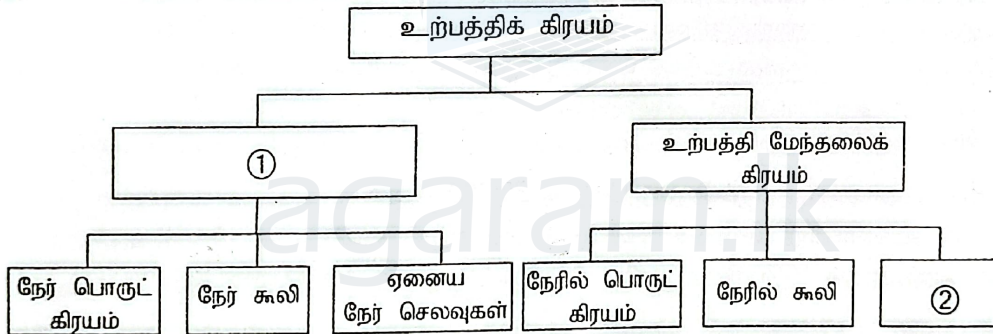 உற்பத்திக் கிரயம்
①
உற்பத்தி மேந்தலைக்
கிரயம்
நேர் பொருட்
கிரயம்
நேர் கூலி
ஏனைய
நேர் செலவுகள்
நேரில் பொருட்
கிரயம்
நேரில் கூலி
②
agaram.lk